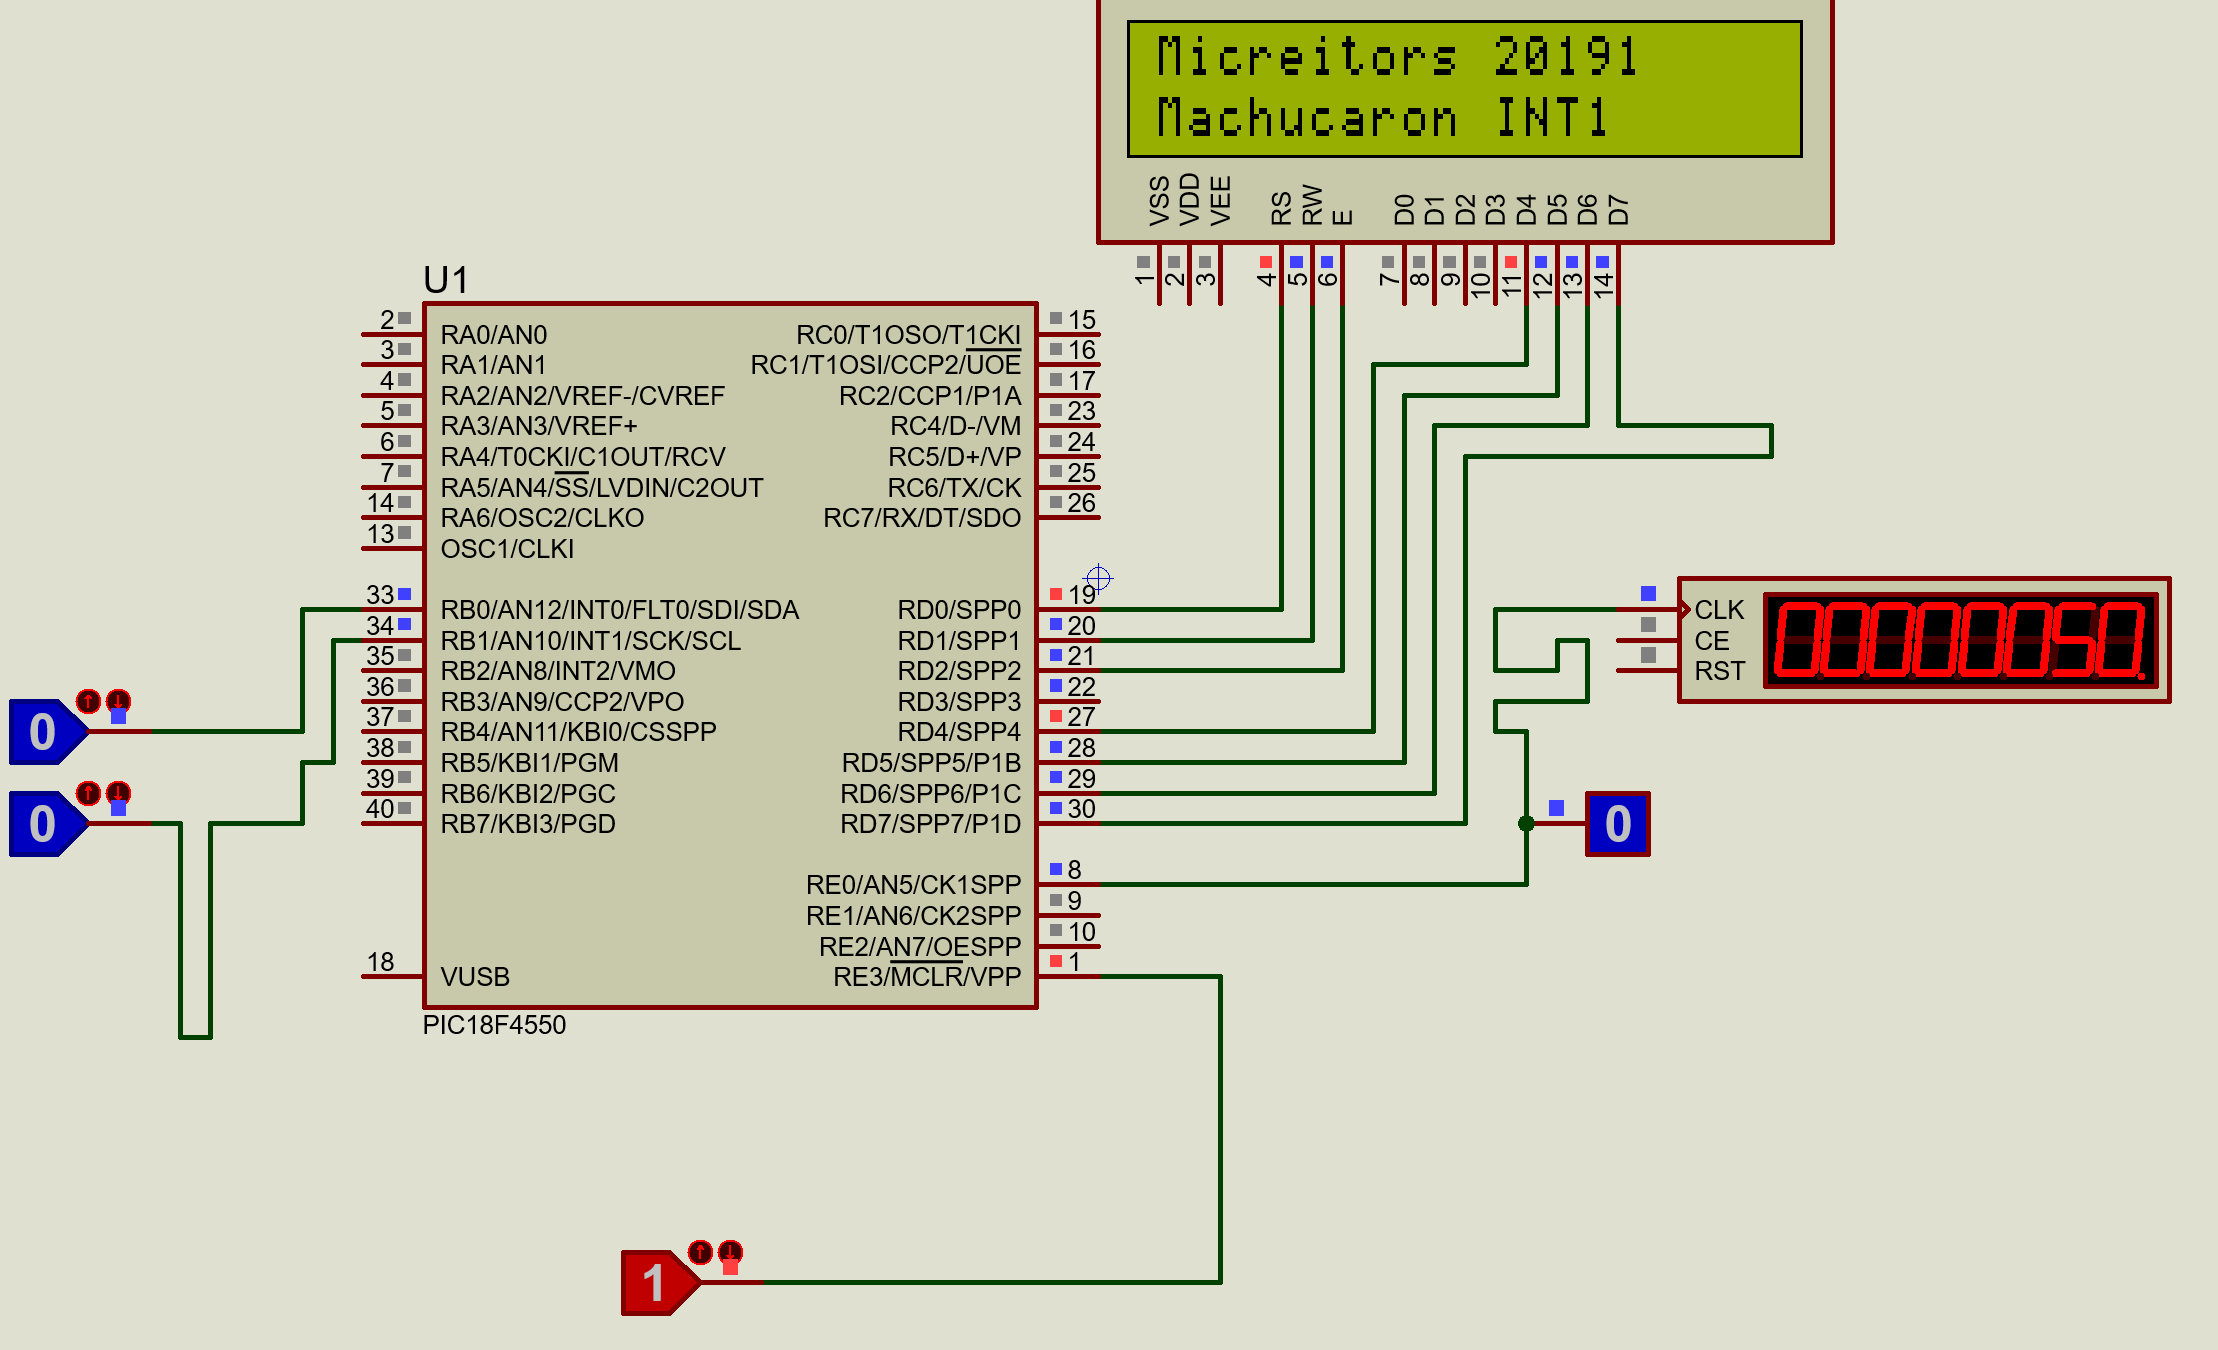 Micreitors 20191
Machucaron INT1
VSS VDD VEE RS RW E D0 D1 D2 D3 D4 D5 D6 D7
1 2 3 4 5 6 7 8 9 10 11 12 13 14
U1
2 RA0/AN0 RC0/T1OSO/T1CKI 15
3 RA1/AN1 RC1/T1OSI/CCP2/UOE 16
4 RA2/AN2/VREF-/CVREF RC2/CCP1/P1A 17
5 RA3/AN3/VREF+ RC4/D-/VM 23
6 RA4/T0CKI/C1OUT/RCV RC5/D+/VP 24
7 RA5/AN4/SS/LVDIN/C2OUT RC6/TX/CK 25
14 RA6/OSC2/CLKO RC7/RX/DT/SDO 26
13 OSC1/CLKI
33 RB0/AN12/INT0/FLT0/SDI/SDA RD0/SPP0 19
34 RB1/AN10/INT1/SCK/SCL RD1/SPP1 20
35 RB2/AN8/INT2/VMO RD2/SPP2 21
36 RB3/AN9/CCP2/VPO RD3/SPP3 22
37 RB4/AN11/KBI0/CSSPP RD4/SPP4 27
38 RB5/KBI1/PGM RD5/SPP5/P1B 28
39 RB6/KBI2/PGC RD6/SPP6/P1C 29
40 RB7/KBI3/PGD RD7/SPP7/P1D 30
RE0/AN5/CK1SPP 8
RE1/AN6/CK2SPP 9
RE2/AN7/OESPP 10
18 VUSB RE3/MCLR/VPP 1
PIC18F4550
CLK
CE
RST
00000050.
0
0
0
1